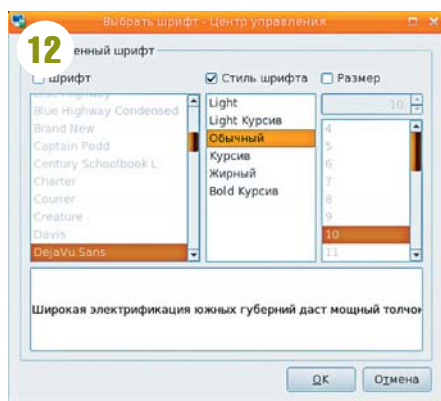 Выбрать шрифт - Центр управления
12
енный шрифт
Шрифт
Стиль шрифта
Размер
Blue Highway Condensed
Brand New
Captain Podd
Century Schoolbook L
Charter
Courier
Creature
Davis
DejaVu Sans
Light
Light Курсив
Обычный
Курсив
Жирный
Bold Курсив
10
4
5
6
7
8
9
10
11
Широкая электрификация южных губерний даст мощный толчок
OK
Отмена